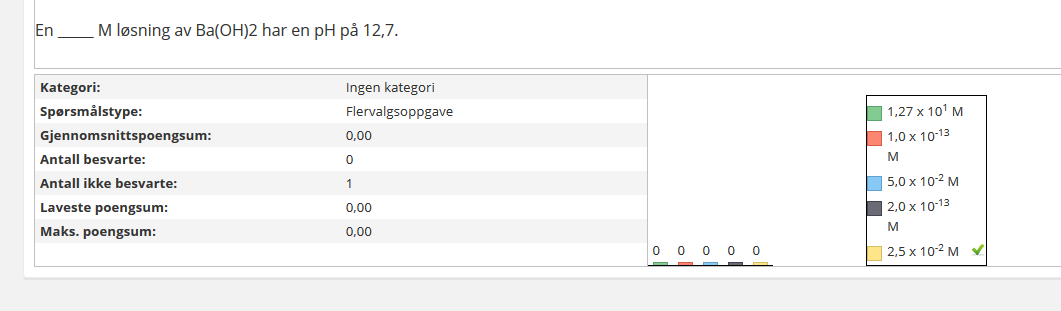 En _____ M løsning av Ba(OH)2 har en pH på 12,7.
Kategori: Ingen kategori
Spørsmålstype: Flervalgsoppgave
Gjennomsnittspoengsum: 0,00
Antall besvarte: 0
Antall ikke besvarte: 1
Laveste poengsum: 0,00
Maks. poengsum: 0,00
0 0 0 0 0
1,27 x 10¹ M
1,0 x 10⁻¹³
M
5,0 x 10⁻² M
2,0 x 10⁻¹³
M
2,5 x 10⁻² M